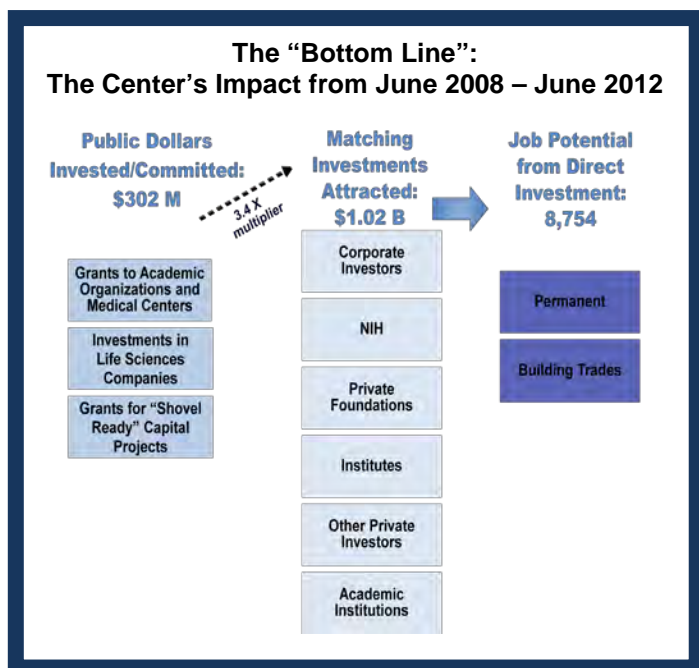 The “Bottom Line”:
The Center’s Impact from June 2008 – June 2012
Public Dollars
Invested/Committed:
$302 M
3.4 X
multiplier
Matching
Investments
Attracted:
$1.02 B
Job Potential
from Direct
Investment:
8,754
Grants to Academic
Organizations and
Medical Centers
Investments in
Life Sciences
Companies
Grants for “Shovel
Ready” Capital
Projects
Corporate
Investors
NIH
Private
Foundations
Institutes
Other Private
Investors
Academic
Institutions
Permanent
Building Trades